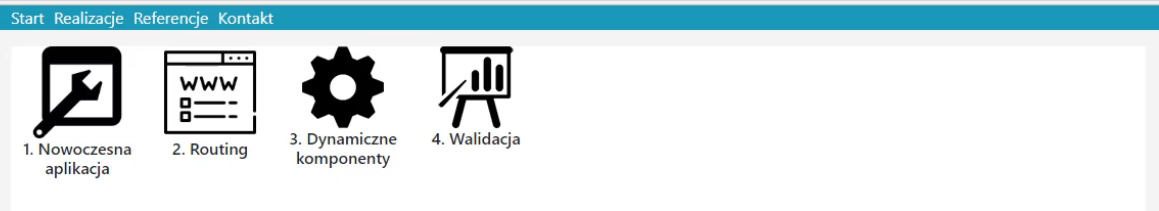 Start Realizacje Referencje Kontakt
WWW
1. Nowoczesna
aplikacja
2. Routing
3. Dynamiczne
komponenty
4. Walidacja